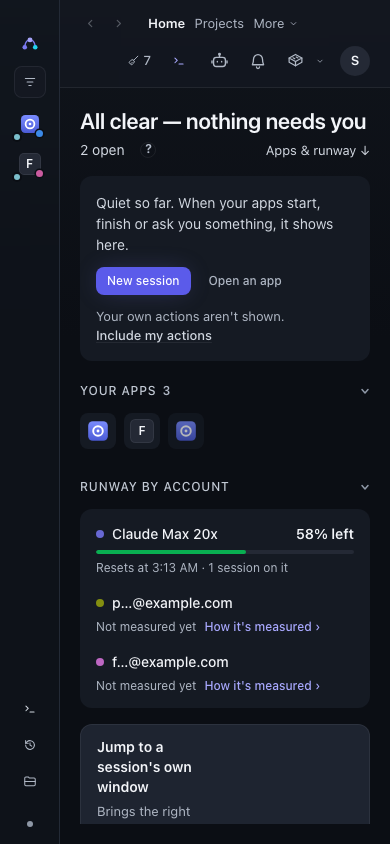 Home Projects More
7
S
All clear — nothing needs you
2 open ? Apps & runway ↓
Quiet so far. When your apps start,
finish or ask you something, it shows
here.
New session Open an app
Your own actions aren't shown.
Include my actions
YOUR APPS 3
F
F
RUNWAY BY ACCOUNT
Claude Max 20x 58% left
Resets at 3:13 AM · 1 session on it
p...@example.com
Not measured yet How it's measured ›
f...@example.com
Not measured yet How it's measured ›
Jump to a
session's own
window
Brings the right